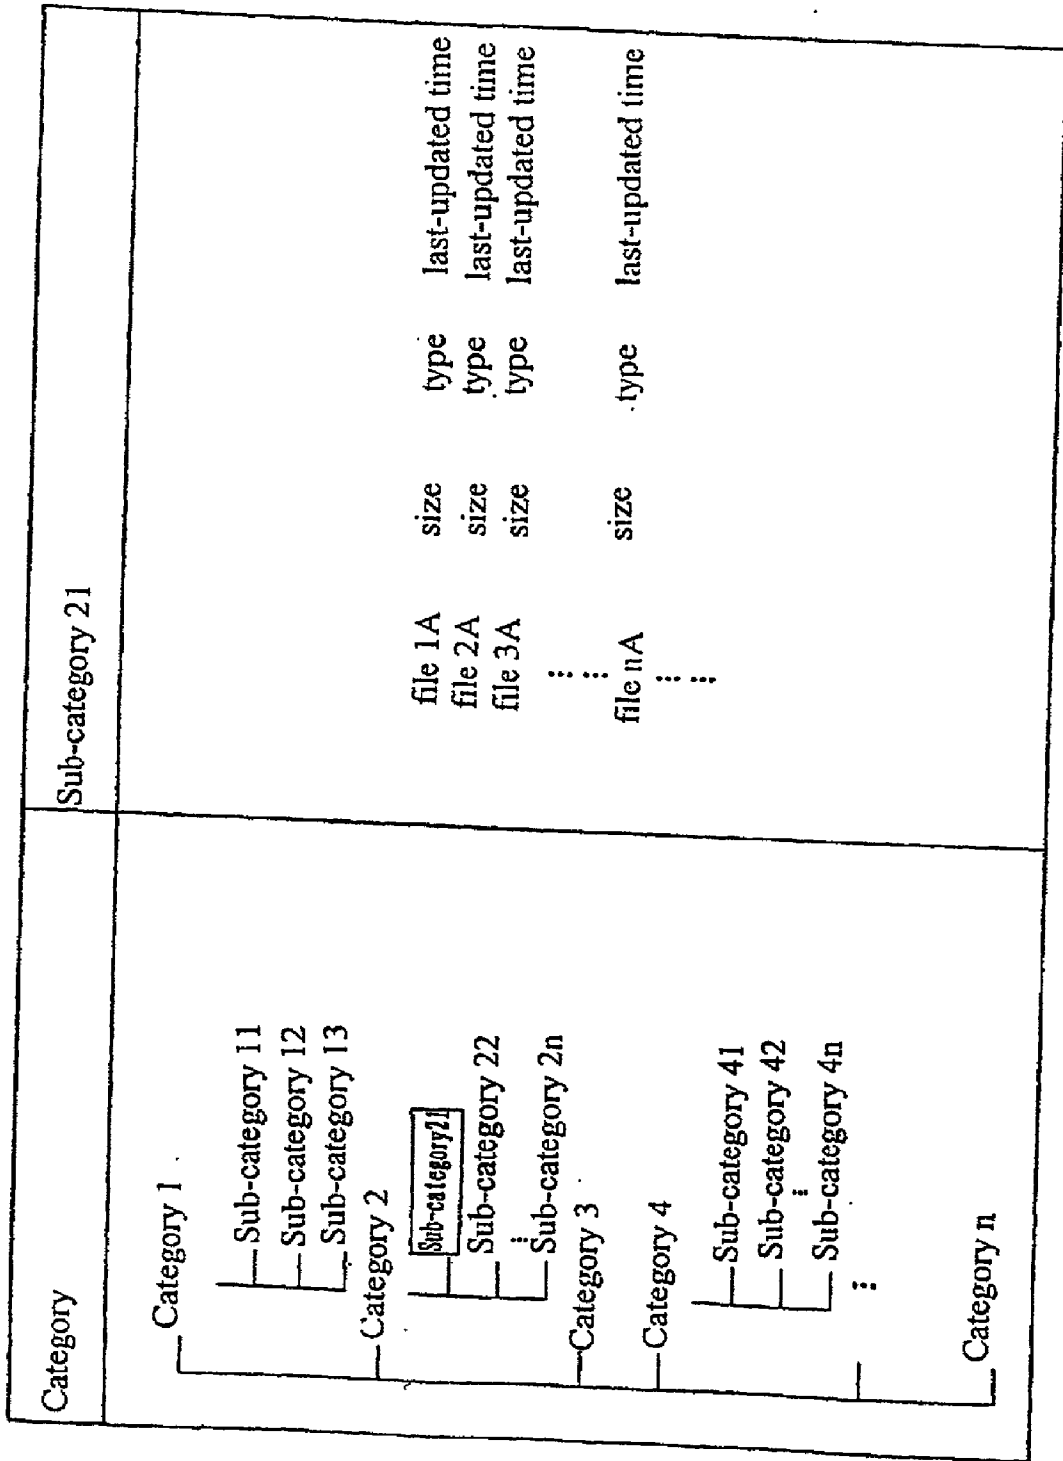 Category
Sub-category 21
Category 1
Sub-category 11
Sub-category 12
Sub-category 13
Category 2
Sub-category21
Sub-category 22
⋮
Sub-category 2n
Category 3
Category 4
Sub-category 41
Sub-category 42
⋮
Sub-category 4n
⋮
Category n
file 1A size type last-updated time
file 2A size type last-updated time
file 3A size type last-updated time
⋮
⋮
file nA size type last-updated time
⋮
⋮